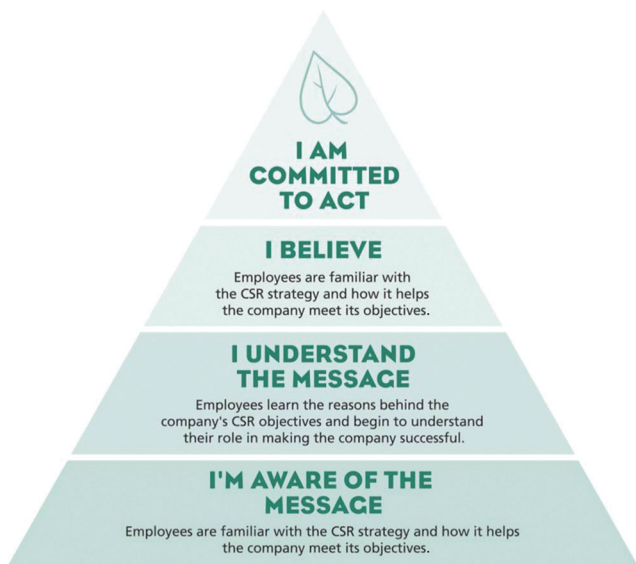 I AM
COMMITTED
TO ACT
I BELIEVE
Employees are familiar with
the CSR strategy and how it helps
the company meet its objectives.
I UNDERSTAND
THE MESSAGE
Employees learn the reasons behind the
company's CSR objectives and begin to understand
their role in making the company successful.
I'M AWARE OF THE
MESSAGE
Employees are familiar with the CSR strategy and how it helps
the company meet its objectives.